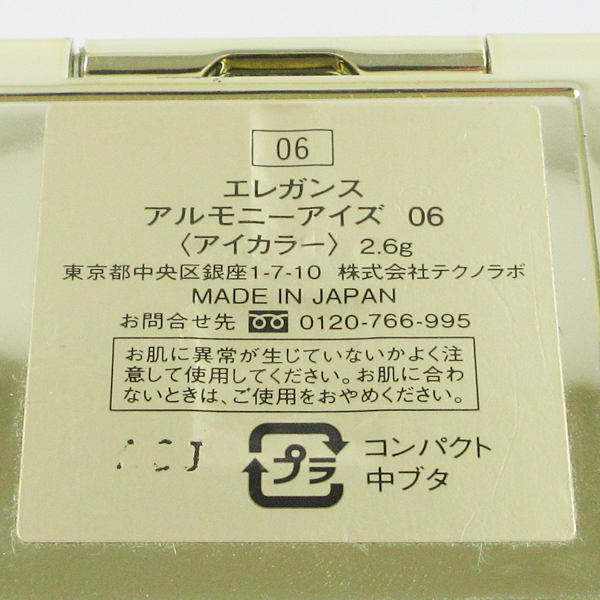 06
エレガンス
アルモニーアイズ 06
〈アイカラー〉 2.6g
東京都中央区銀座1-7-10 株式会社テクノラボ
MADE IN JAPAN
お問合せ先 0120-766-995
お肌に異常が生じていないかよく注
意して使用してください。お肌に合わ
ないときは、ご使用をおやめください。
プラ
コンパクト
中ブタ